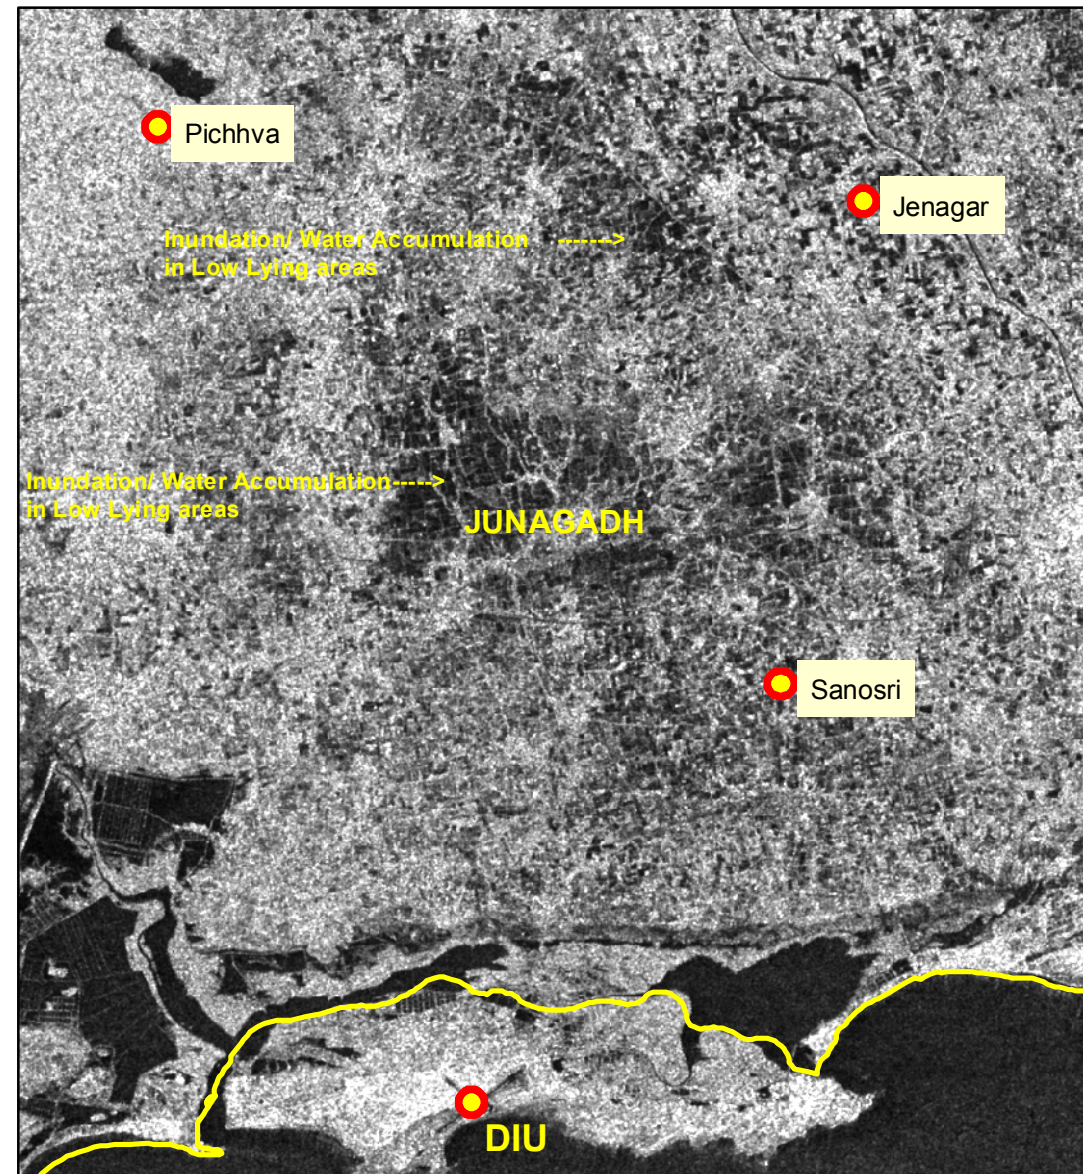 Pichhva
Jenagar
Inundation/ Water Accumulation ------->
in Low Lying areas
Inundation/ Water Accumulation----->
in Low Lying areas
JUNAGADH
Sanosri
DIU